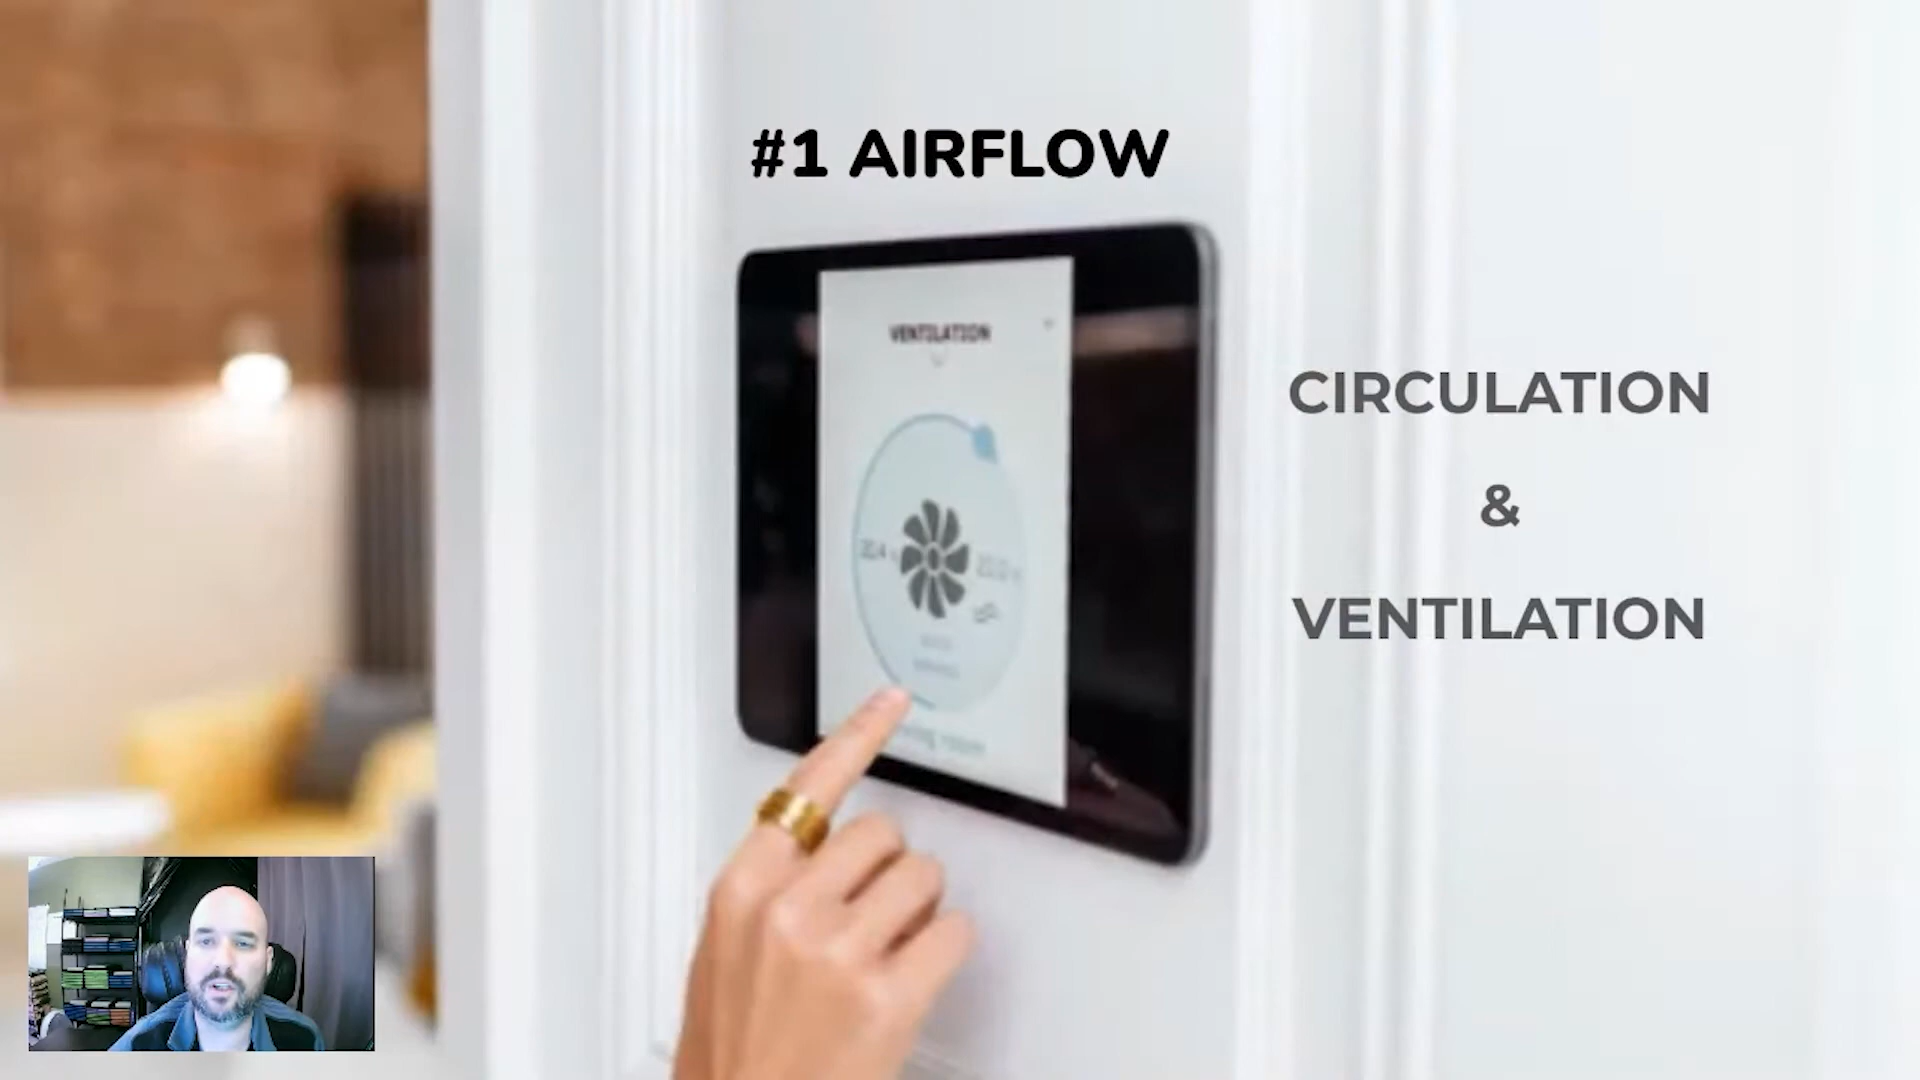 #1 AIRFLOW
VENTILATION
CIRCULATION
&
VENTILATION